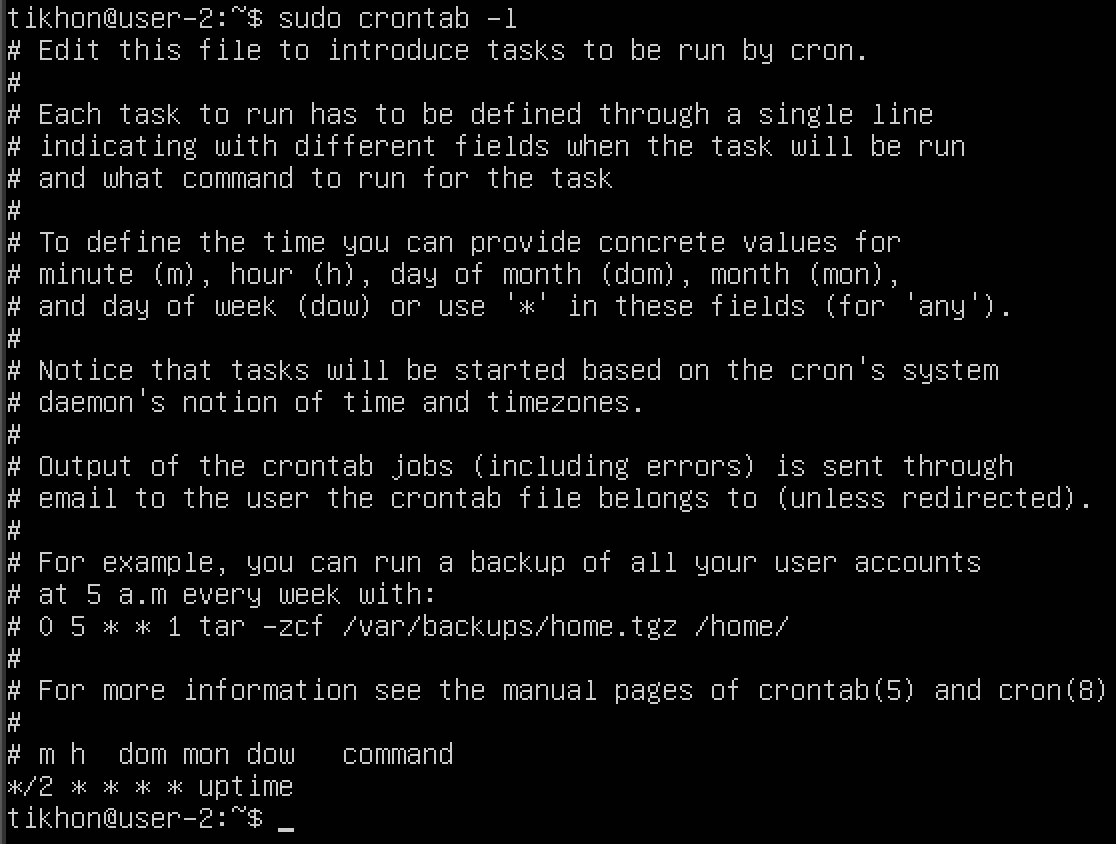 tikhon@user-2:~$ sudo crontab -l
# Edit this file to introduce tasks to be run by cron.
#
# Each task to run has to be defined through a single line
# indicating with different fields when the task will be run
# and what command to run for the task
#
# To define the time you can provide concrete values for
# minute (m), hour (h), day of month (dom), month (mon),
# and day of week (dow) or use '*' in these fields (for 'any').
#
# Notice that tasks will be started based on the cron's system
# daemon's notion of time and timezones.
#
# Output of the crontab jobs (including errors) is sent through
# email to the user the crontab file belongs to (unless redirected).
#
# For example, you can run a backup of all your user accounts
# at 5 a.m every week with:
# 0 5 * * 1 tar -zcf /var/backups/home.tgz /home/
#
# For more information see the manual pages of crontab(5) and cron(8)
#
# m h  dom mon dow   command
*/2 * * * * uptime
tikhon@user-2:~$ _